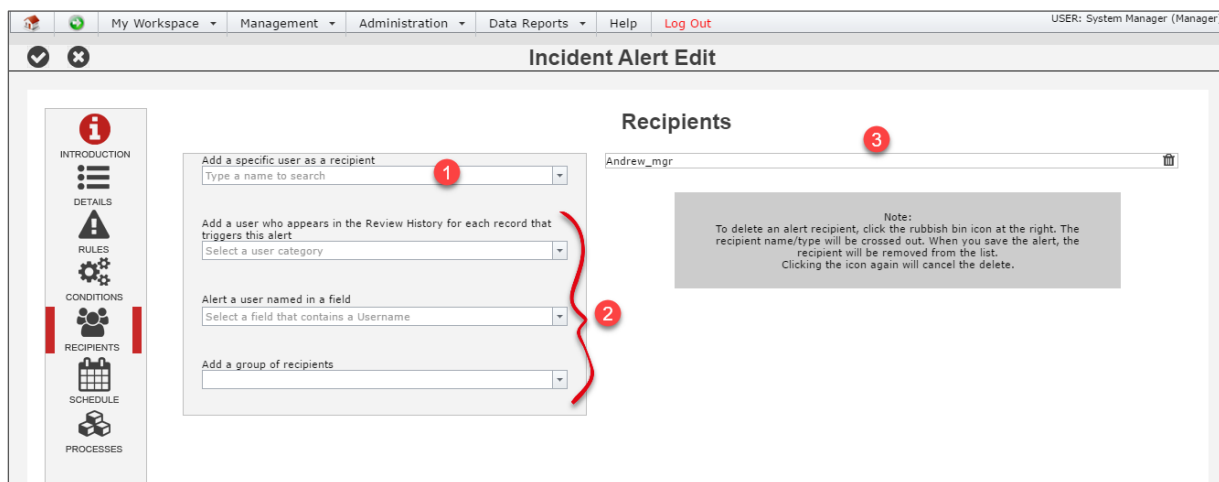 My Workspace Management Administration Data Reports Help Log Out
USER: System Manager (Manager)
Incident Alert Edit
INTRODUCTION
DETAILS
RULES
CONDITIONS
RECIPIENTS
SCHEDULE
PROCESSES
Add a specific user as a recipient
Type a name to search
1
Add a user who appears in the Review History for each record that
triggers this alert
Select a user category
Alert a user named in a field
Select a field that contains a Username
2
Add a group of recipients
Recipients
3
Andrew_mgr
Note:
To delete an alert recipient, click the rubbish bin icon at the right. The
recipient name/type will be crossed out. When you save the alert, the
recipient will be removed from the list.
Clicking the icon again will cancel the delete.